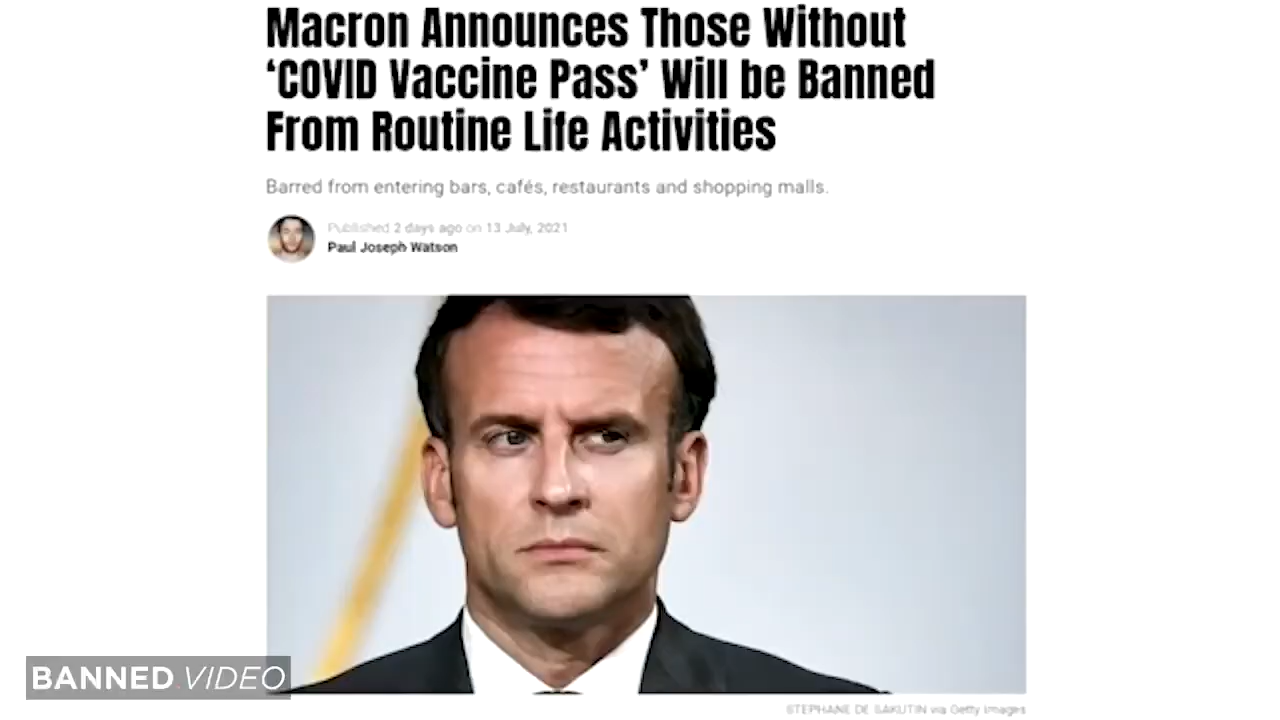 Macron Announces Those Without
‘COVID Vaccine Pass’ Will be Banned
From Routine Life Activities
Barred from entering bars, cafés, restaurants and shopping malls.
Published 2 days ago on 13 July, 2021
Paul Joseph Watson
BANNED.VIDEO
STEPHANE DE SAKUTIN via Getty Images